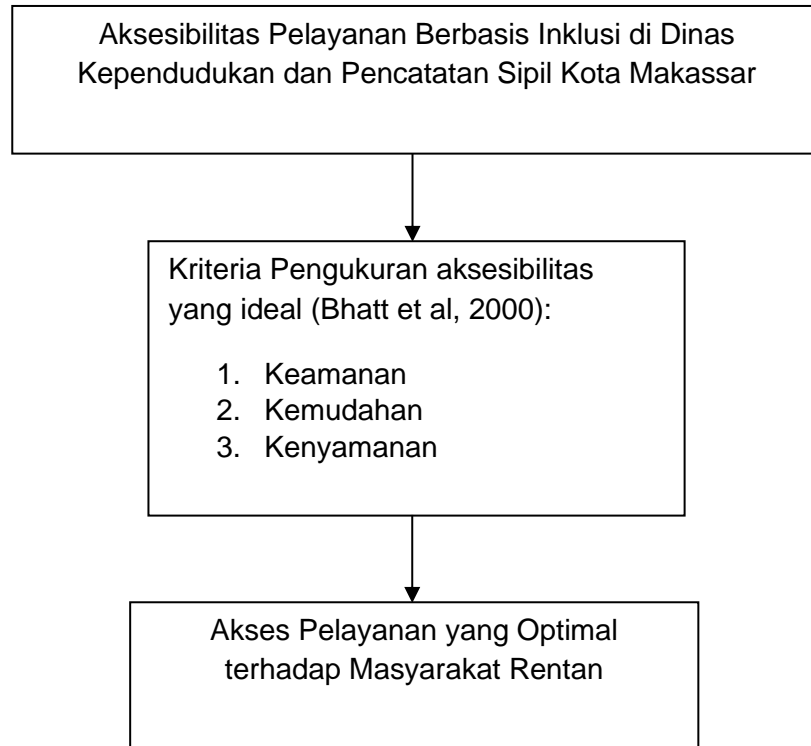 Aksesibilitas Pelayanan Berbasis Inklusi di Dinas
Kependudukan dan Pencatatan Sipil Kota Makassar
Kriteria Pengukuran aksesibilitas
yang ideal (Bhatt et al, 2000):
1. Keamanan
2. Kemudahan
3. Kenyamanan
Akses Pelayanan yang Optimal
terhadap Masyarakat Rentan